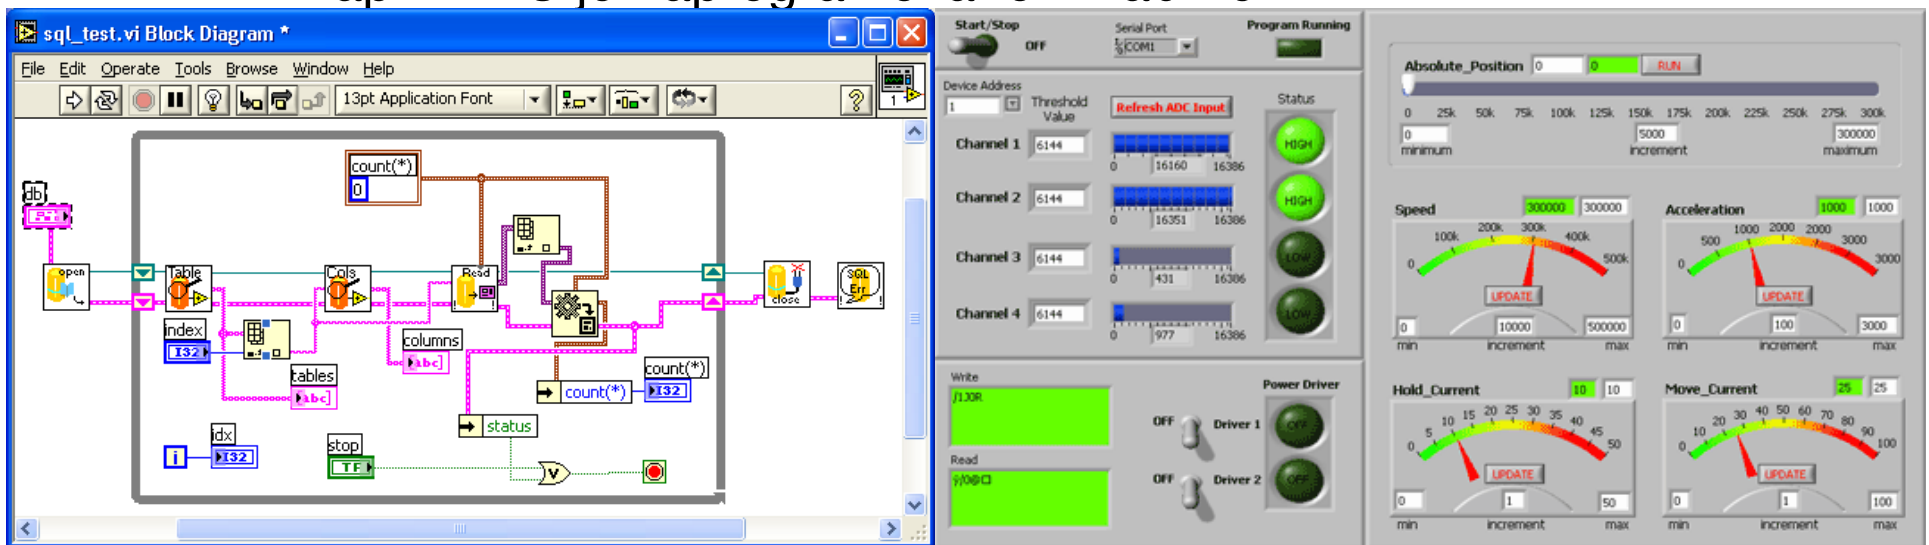 sql_test.vi Block Diagram *
File Edit Operate Tools Browse Window Help
13pt Application Font
1
count(*)
0
db
open
Table
Cols
Read
close
SQL
Err
index
I32
columns
abc
tables
abc
count(*)
count(*)
I32
status
idx
i
I32
stop
TF
Start/Stop
OFF
Serial Port
COM1
Program Running
Device Address
1
Threshold
Value
Refresh ADC Input
Status
Channel 1 6144
0 16160 16386
HIGH
Channel 2 6144
0 16351 16386
HIGH
Channel 3 6144
0 431 16386
LOW
Channel 4 6144
0 977 16386
LOW
Write
/1J0R
Read
Power Driver
OFF Driver 1 OFF
OFF Driver 2 OFF
Absolute_Position 0 0 RUN
0 25k 50k 75k 100k 125k 150k 175k 200k 225k 250k 275k 300k
0 5000 300000
minimum increment maximum
Speed 300000 300000
0 100k 200k 300k 400k 500k
UPDATE
0 10000 500000
min increment max
Acceleration 1000 1000
0 500 1000 2000 2000 3000 3000
UPDATE
0 100 3000
min increment max
Hold_Current 10 10
0 5 10 15 20 25 30 35 40 45 50
UPDATE
0 1 50
min increment max
Move_Current 25 25
0 10 20 30 40 50 60 70 80 90 100
UPDATE
0 1 100
min increment max